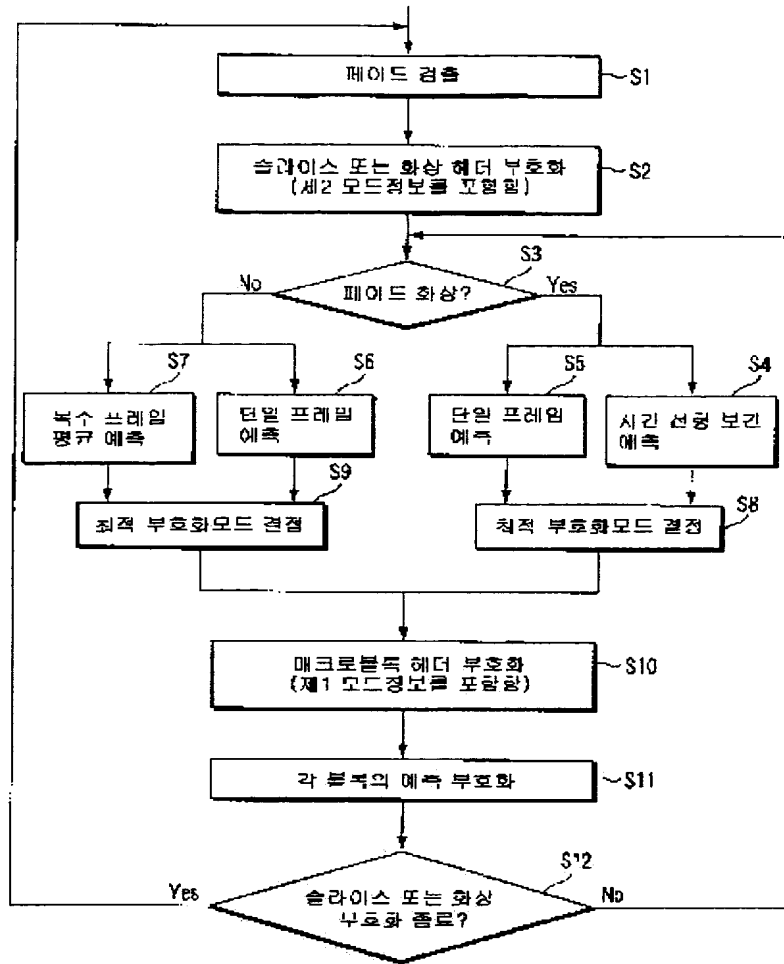 페이드 검출
S1
슬라이스 또는 화상 헤더 부호화
(제2 모드정보를 포함함)
S2
S3
No
페이드 화상?
Yes
S7
S6
S5
S4
복수 프레임
평균 예측
단일 프레임
예측
단일 프레임
예측
시간 선형 보간
예측
S9
최적 부호화모드 결정
최적 부호화모드 결정
S8
매크로블록 헤더 부호화
(제1 모드정보를 포함함)
S10
각 블록의 예측 부호화
S11
S12
Yes
슬라이스 또는 화상
부호화 종료?
No